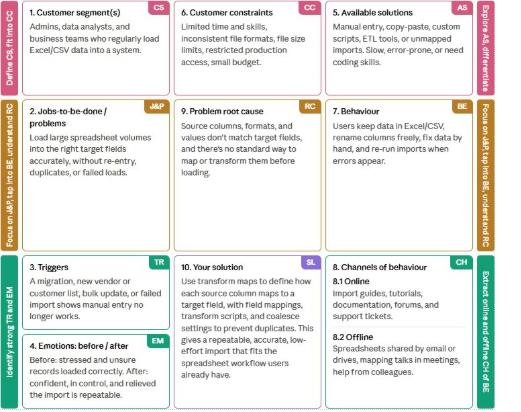 Define CS, fit into CC
CS
1. Customer segment(s)
Admins, data analysts, and
business teams who regularly load
Excel/CSV data into a system.
CC
6. Customer constraints
Limited time and skills,
inconsistent file formats, file size
limits, restricted production
access, small budget.
AS
5. Available solutions
Manual entry, copy-paste, custom
scripts, ETL tools, or unmapped
imports. Slow, error-prone, or need
coding skills.
Explore AS, differentiate
Focus on J&P, tap into BE, understand RC
J&P
2. Jobs-to-be-done /
problems
Load large spreadsheet volumes
into the right target fields
accurately, without re-entry,
duplicates, or failed loads.
RC
9. Problem root cause
Source columns, formats, and
values don't match target fields,
and there's no standard way to
map or transform them before
loading.
BE
7. Behaviour
Users keep data in Excel/CSV,
rename columns freely, fix data by
hand, and re-run imports when
errors appear.
Focus on J&P, tap into BE, understand RC
Identify strong TR and EM
TR
3. Triggers
A migration, new vendor or
customer list, bulk update, or failed
import shows manual entry no
longer works.
EM
4. Emotions: before / after
Before: stressed and unsure
records loaded correctly. After:
confident, in control, and relieved
the import is repeatable.
SL
10. Your solution
Use transform maps to define how
each source column maps to a
target field, with field mappings,
transform scripts, and coalesce
settings to prevent duplicates. This
gives a repeatable, accurate, low-
effort import that fits the
spreadsheet workflow users
already have.
CH
8. Channels of behaviour
8.1 Online
Import guides, tutorials,
documentation, forums, and
support tickets.
8.2 Offline
Spreadsheets shared by email or
drives, mapping talks in meetings,
help from colleagues.
Extract online and offline CH of BE